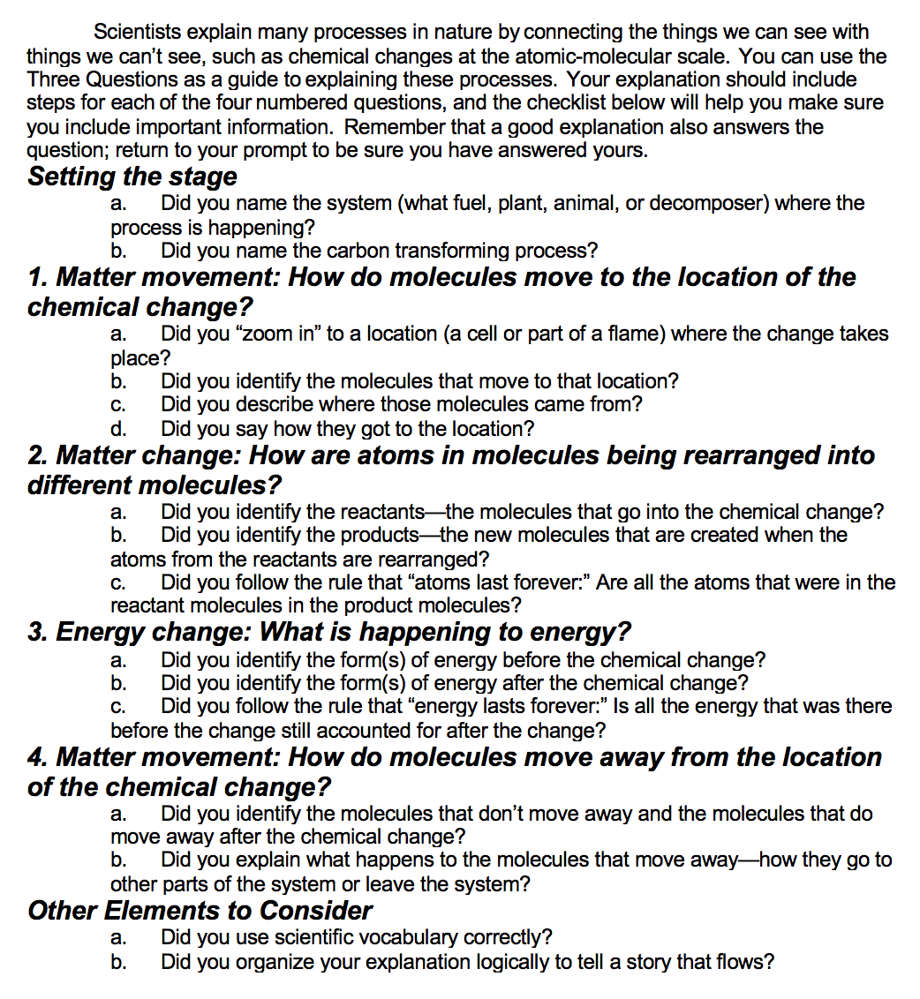 Scientists explain many processes in nature by connecting the things we can see with
things we can't see, such as chemical changes at the atomic-molecular scale.  You can use the
Three Questions as a guide to explaining these processes.  Your explanation should include
steps for each of the four numbered questions, and the checklist below will help you make sure
you include important information.  Remember that a good explanation also answers the
question; return to your prompt to be sure you have answered yours.
Setting the stage
a. Did you name the system (what fuel, plant, animal, or decomposer) where the
process is happening?
b. Did you name the carbon transforming process?
1. Matter movement: How do molecules move to the location of the
chemical change?
a. Did you “zoom in” to a location (a cell or part of a flame) where the change takes
place?
b. Did you identify the molecules that move to that location?
c. Did you describe where those molecules came from?
d. Did you say how they got to the location?
2. Matter change: How are atoms in molecules being rearranged into
different molecules?
a. Did you identify the reactants—the molecules that go into the chemical change?
b. Did you identify the products—the new molecules that are created when the
atoms from the reactants are rearranged?
c. Did you follow the rule that “atoms last forever:” Are all the atoms that were in the
reactant molecules in the product molecules?
3. Energy change: What is happening to energy?
a. Did you identify the form(s) of energy before the chemical change?
b. Did you identify the form(s) of energy after the chemical change?
c. Did you follow the rule that “energy lasts forever:” Is all the energy that was there
before the change still accounted for after the change?
4. Matter movement: How do molecules move away from the location
of the chemical change?
a. Did you identify the molecules that don't move away and the molecules that do
move away after the chemical change?
b. Did you explain what happens to the molecules that move away—how they go to
other parts of the system or leave the system?
Other Elements to Consider
a. Did you use scientific vocabulary correctly?
b. Did you organize your explanation logically to tell a story that flows?